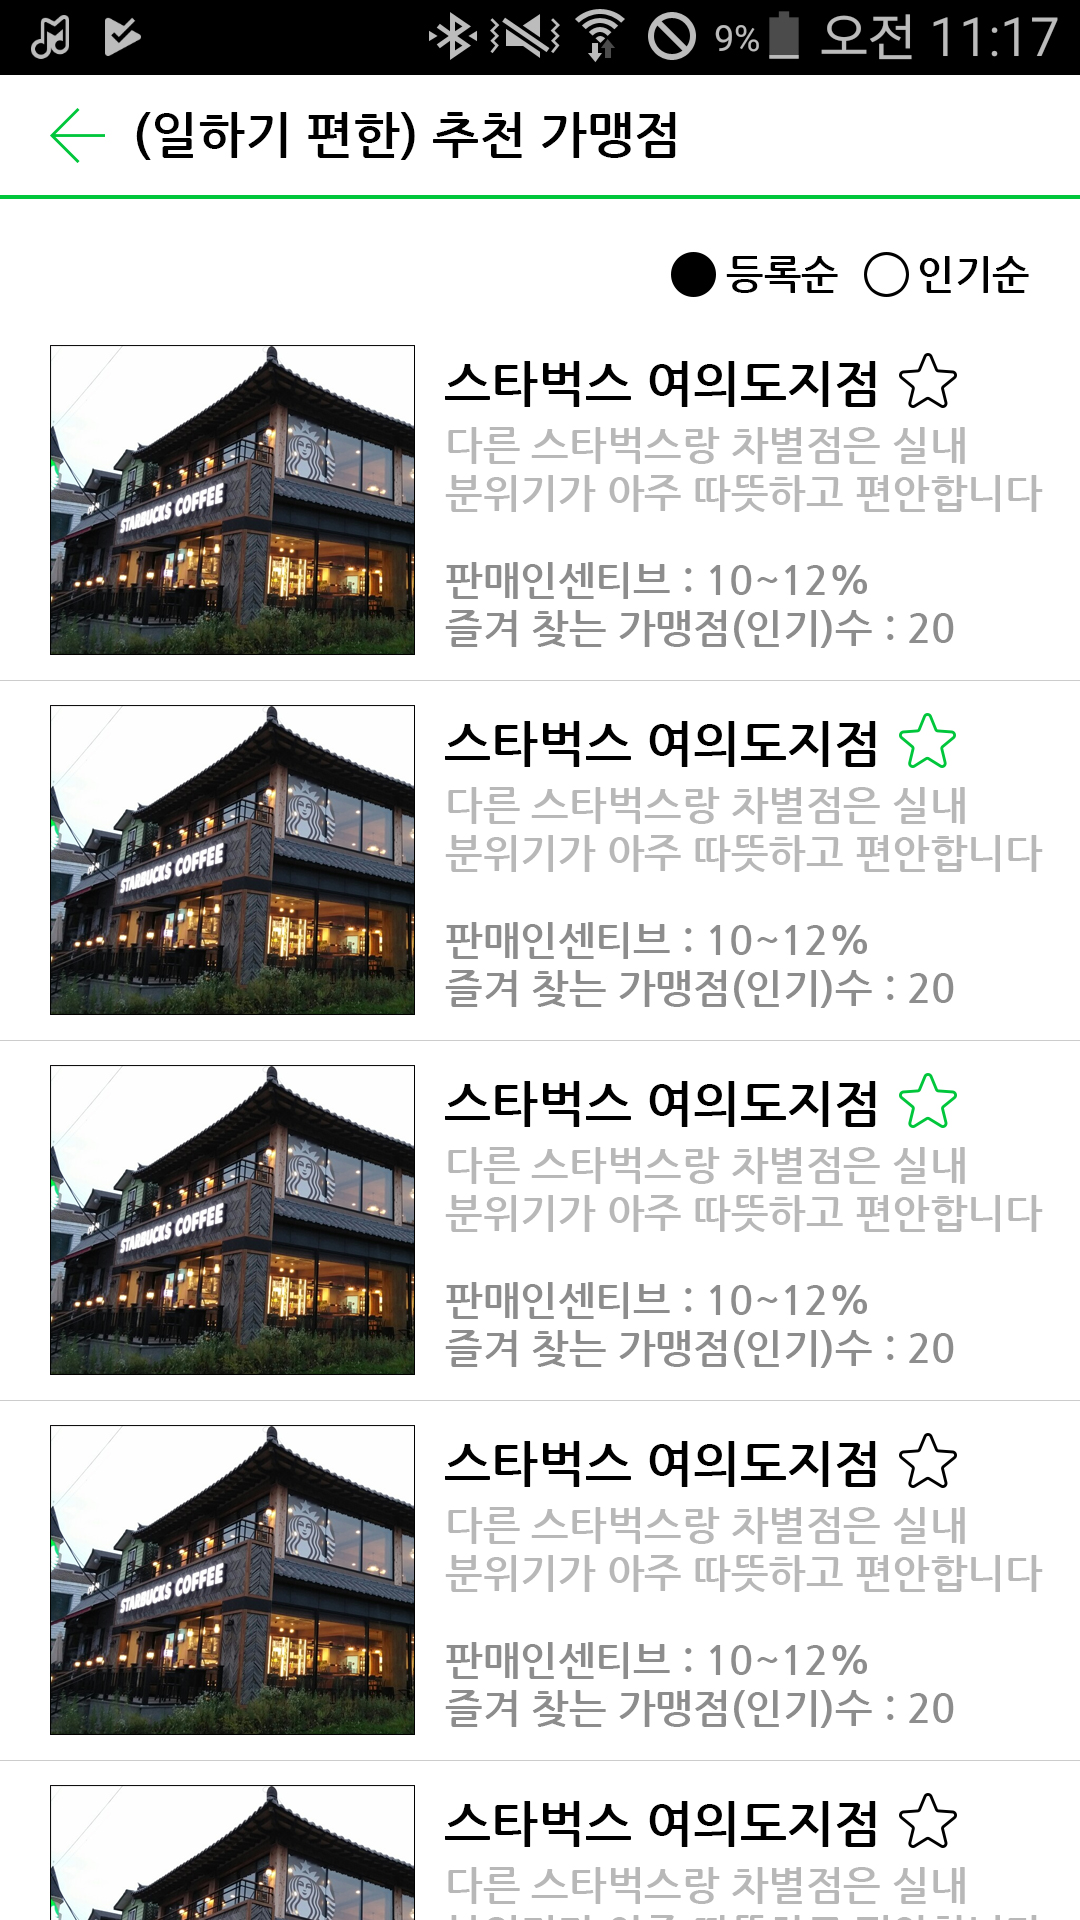 9% 오전 11:17
(일하기 편한) 추천 가맹점
등록순 인기순
스타벅스 여의도지점
다른 스타벅스랑 차별점은 실내
분위기가 아주 따뜻하고 편안합니다
판매인센티브 : 10~12%
즐겨 찾는 가맹점(인기)수 : 20
STARBUCKS COFFEE
스타벅스 여의도지점
다른 스타벅스랑 차별점은 실내
분위기가 아주 따뜻하고 편안합니다
판매인센티브 : 10~12%
즐겨 찾는 가맹점(인기)수 : 20
STARBUCKS COFFEE
스타벅스 여의도지점
다른 스타벅스랑 차별점은 실내
분위기가 아주 따뜻하고 편안합니다
판매인센티브 : 10~12%
즐겨 찾는 가맹점(인기)수 : 20
STARBUCKS COFFEE
스타벅스 여의도지점
다른 스타벅스랑 차별점은 실내
분위기가 아주 따뜻하고 편안합니다
판매인센티브 : 10~12%
즐겨 찾는 가맹점(인기)수 : 20
STARBUCKS COFFEE
스타벅스 여의도지점
다른 스타벅스랑 차별점은 실내